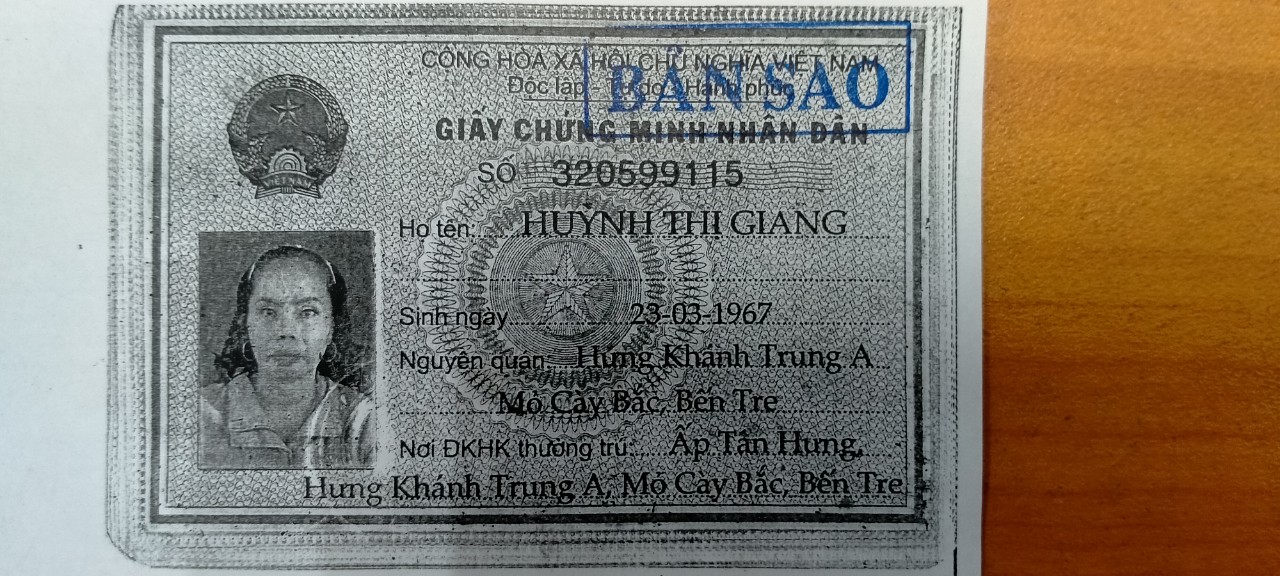 CỘNG HÒA XÃ HỘI CHỦ NGHĨA VIỆT NAM
Độc lập - Tự do - Hạnh phúc
BẢN SAO
GIẤY CHỨNG MINH NHÂN DÂN
SỐ 320599115
VIỆT NAM
Họ tên: HUỲNH THỊ GIANG
Sinh ngày 23-03-1967
Nguyên quán: Hưng Khánh Trung A
Mỏ Cày Bắc, Bến Tre
Nơi ĐKHK thường trú: Ấp Tân Hưng,
Hưng Khánh Trung A, Mỏ Cày Bắc, Bến Tre